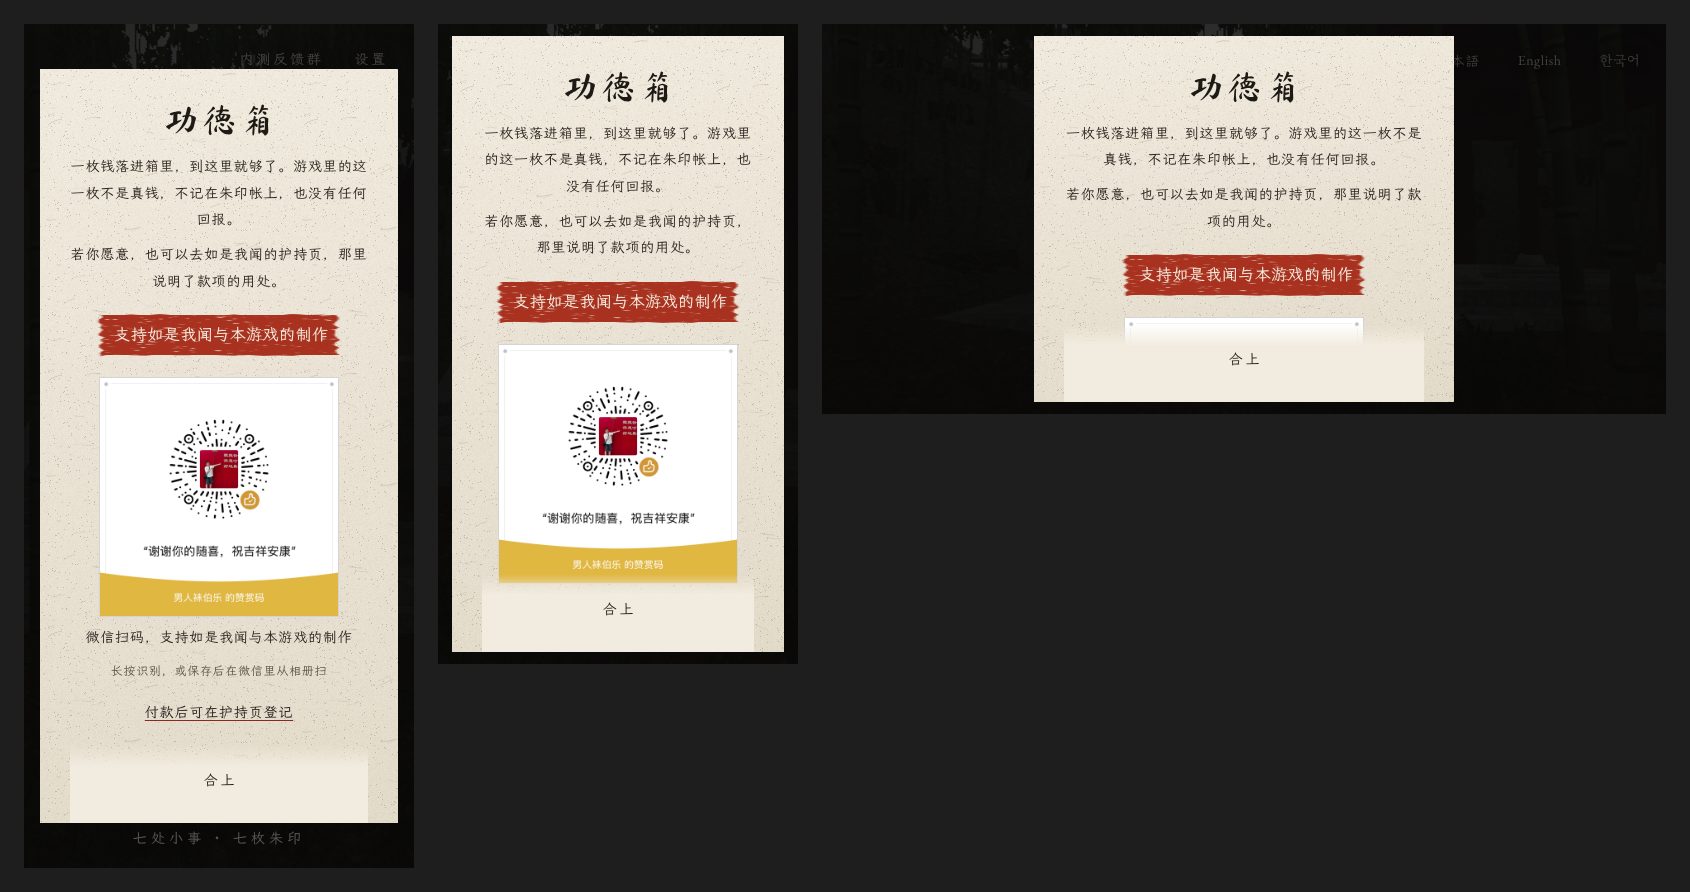 内测反馈群 设置
功德箱
一枚钱落进箱里，到这里就够了。游戏里的这
一枚不是真钱，不记在朱印帐上，也没有任何
回报。
若你愿意，也可以去如是我闻的护持页，那里
说明了款项的用处。
支持如是我闻与本游戏的制作
“谢谢你的随喜，祝吉祥安康”
男人袜伯乐 的赞赏码
微信扫码，支持如是我闻与本游戏的制作
长按识别，或保存后在微信里从相册扫
付款后可在护持页登记
合上
七处小事 · 七枚朱印
功德箱
一枚钱落进箱里，到这里就够了。游戏里
的这一枚不是真钱，不记在朱印帐上，也
没有任何回报。
若你愿意，也可以去如是我闻的护持页，
那里说明了款项的用处。
支持如是我闻与本游戏的制作
“谢谢你的随喜，祝吉祥安康”
男人袜伯乐 的赞赏码
合上
本語 English 한국어
功德箱
一枚钱落进箱里，到这里就够了。游戏里的这一枚不是
真钱，不记在朱印帐上，也没有任何回报。
若你愿意，也可以去如是我闻的护持页，那里说明了款
项的用处。
支持如是我闻与本游戏的制作
合上